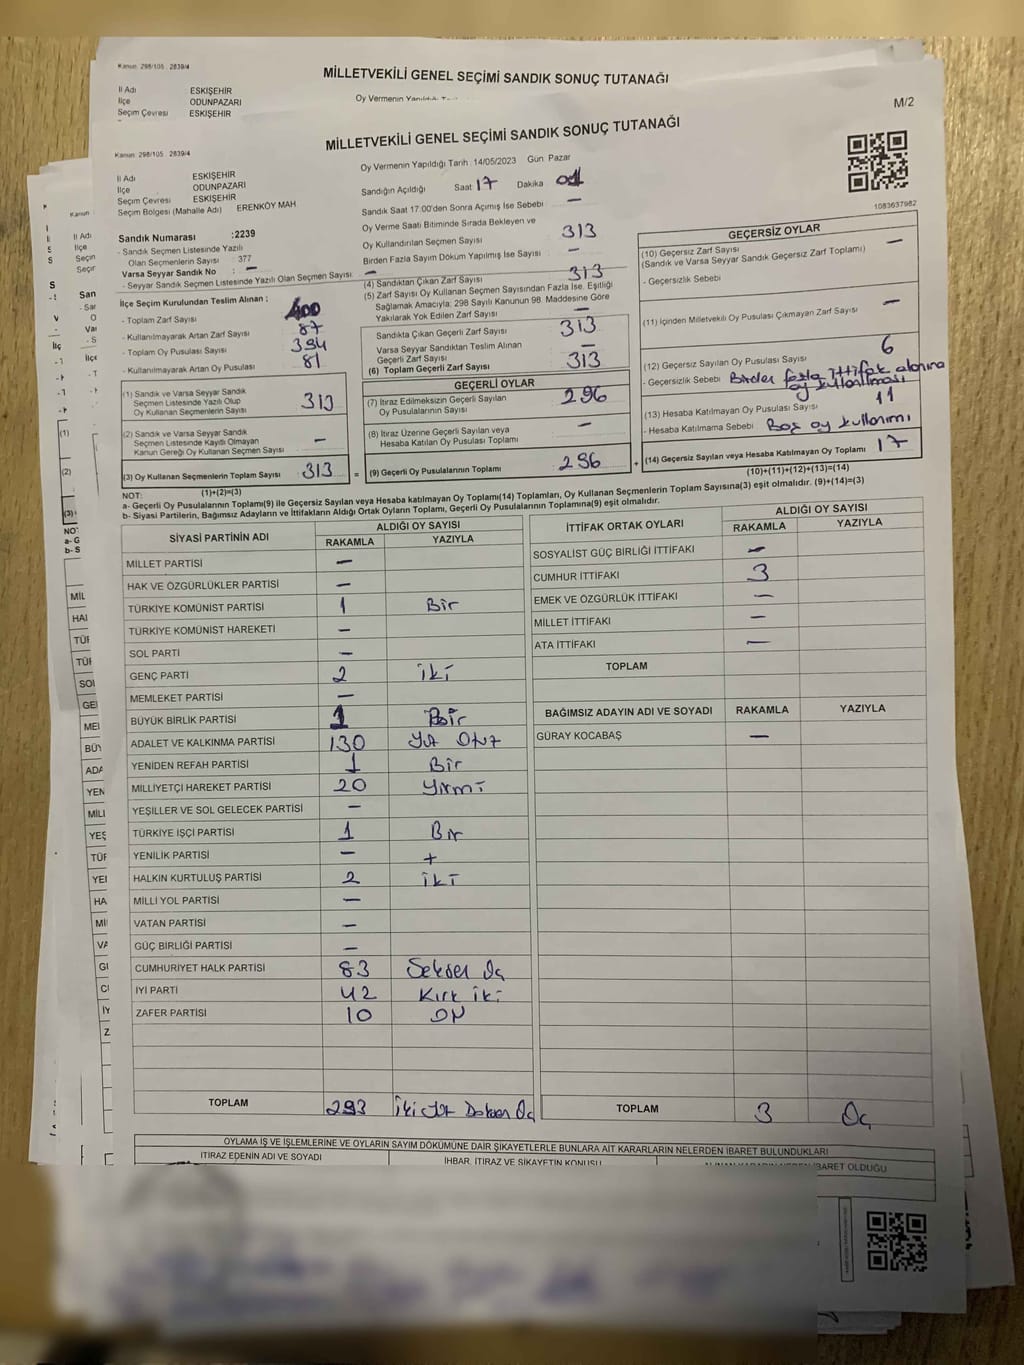 Kanun: 298/105 : 2839/4
MİLLETVEKİLİ GENEL SEÇİMİ SANDIK SONUÇ TUTANAĞI
İl Adı ESKİŞEHİR
İlçe ODUNPAZARI
Seçim Çevresi ESKİŞEHİR
Oy Vermenin Yapıldığı
M/2
Kanun: 298/105 : 2839/4
MİLLETVEKİLİ GENEL SEÇİMİ SANDIK SONUÇ TUTANAĞI
İl Adı ESKİŞEHİR
İlçe ODUNPAZARI
Seçim Çevresi ESKİŞEHİR
Seçim Bölgesi (Mahalle Adı) ERENKÖY MAH
Oy Vermenin Yapıldığı Tarih : 14/05/2023 Gün: Pazar
Sandığın Açıldığı Saat 17 Dakika 01
Sandık Saat 17:00'den Sonra Açılmış İse Sebebi —
Oy Verme Saati Bitiminde Sırada Bekleyen ve
Oy Kullandırılan Seçmen Sayısı 313
Birden Fazla Sayım Döküm Yapılmış İse Sayısı —
1083637982
Sandık Numarası :2239
- Sandık Seçmen Listesinde Yazılı
Olan Seçmenlerin Sayısı : 377
Varsa Seyyar Sandık No : —
- Seyyar Sandık Seçmen Listesinde Yazılı Olan Seçmen Sayısı: —
İlçe Seçim Kurulundan Teslim Alınan ;
- Toplam Zarf Sayısı 400
- Kullanılmayarak Artan Zarf Sayısı 87
- Toplam Oy Pusulası Sayısı 394
- Kullanılmayarak Artan Oy Pusulası 81
(1) Sandık ve Varsa Seyyar Sandık
Seçmen Listesinde Yazılı Olup
Oy Kullanan Seçmenlerin Sayısı 313
(2) Sandık ve Varsa Seyyar Sandık
Seçmen Listesinde Kayıtlı Olmayan
Kanun Gereği Oy Kullanan Seçmen Sayısı —
(3) Oy Kullanan Seçmenlerin Toplam Sayısı 313
(1)+(2)=(3)
(4) Sandıktan Çıkan Zarf Sayısı 313
(5) Zarf Sayısı Oy Kullanan Seçmen Sayısından Fazla İse, Eşitliği
Sağlamak Amacıyla; 298 Sayılı Kanunun 98. Maddesine Göre
Yakılarak Yok Edilen Zarf Sayısı —
Sandıkta Çıkan Geçerli Zarf Sayısı 313
Varsa Seyyar Sandıktan Teslim Alınan
Geçerli Zarf Sayısı —
(6) Toplam Geçerli Zarf Sayısı 313
GEÇERLİ OYLAR
(7) İtiraz Edilmeksizin Geçerli Sayılan
Oy Pusulalarının Sayısı 296
(8) İtiraz Üzerine Geçerli Sayılan veya
Hesaba Katılan Oy Pusulası Toplamı —
= (9) Geçerli Oy Pusulalarının Toplamı 296
GEÇERSİZ OYLAR
(10) Geçersiz Zarf Sayısı
(Sandık ve Varsa Seyyar Sandık Geçersiz Zarf Toplamı) —
- Geçersizlik Sebebi
(11) İçinden Milletvekili Oy Pusulası Çıkmayan Zarf Sayısı —
(12) Geçersiz Sayılan Oy Pusulası Sayısı 6
- Geçersizlik Sebebi Birden fazla ittifak alanına
oy kullanılması
(13) Hesaba Katılmayan Oy Pusulası Sayısı 11
- Hesaba Katılmama Sebebi Boş oy kullanımı
+ (14) Geçersiz Sayılan veya Hesaba Katılmayan Oy Toplamı 17
(10)+(11)+(12)+(13)=(14)
NOT:
a- Geçerli Oy Pusulalarının Toplamı(9) ile Geçersiz Sayılan veya Hesaba katılmayan Oy Toplamı(14) Toplamları, Oy Kullanan Seçmenlerin Toplam Sayısına(3) eşit olmalıdır. (9)+(14)=(3)
b- Siyasi Partilerin, Bağımsız Adayların ve İttifakların Aldığı Ortak Oyların Toplamı, Geçerli Oy Pusulalarının Toplamına(9) eşit olmalıdır.
SİYASİ PARTİNİN ADI ALDIĞI OY SAYISI
RAKAMLA YAZIYLA
MİLLET PARTİSİ —
HAK VE ÖZGÜRLÜKLER PARTİSİ —
TÜRKİYE KOMÜNİST PARTİSİ 1 Bir
TÜRKİYE KOMÜNİST HAREKETİ —
SOL PARTİ —
GENÇ PARTİ 2 iki
MEMLEKET PARTİSİ —
BÜYÜK BİRLİK PARTİSİ 1 Bir
ADALET VE KALKINMA PARTİSİ 130 Yüz Otuz
YENİDEN REFAH PARTİSİ 1 Bir
MİLLİYETÇİ HAREKET PARTİSİ 20 Yirmi
YEŞİLLER VE SOL GELECEK PARTİSİ —
TÜRKİYE İŞÇİ PARTİSİ 1 Bir
YENİLİK PARTİSİ — +
HALKIN KURTULUŞ PARTİSİ 2 iki
MİLLİ YOL PARTİSİ —
VATAN PARTİSİ —
GÜÇ BİRLİĞİ PARTİSİ —
CUMHURİYET HALK PARTİSİ 83 Seksen Üç
İYİ PARTİ 42 Kırk iki
ZAFER PARTİSİ 10 ON
TOPLAM 293 İki Yüz Doksan Üç
İTTİFAK ORTAK OYLARI ALDIĞI OY SAYISI
RAKAMLA YAZIYLA
SOSYALİST GÜÇ BİRLİĞİ İTTİFAKI —
CUMHUR İTTİFAKI 3
EMEK VE ÖZGÜRLÜK İTTİFAKI —
MİLLET İTTİFAKI —
ATA İTTİFAKI —
TOPLAM
BAĞIMSIZ ADAYIN ADI VE SOYADI RAKAMLA YAZIYLA
GÜRAY KOCABAŞ —
TOPLAM 3 Üç
OYLAMA İŞ VE İŞLEMLERİNE VE OYLARIN SAYIM DÖKÜMÜNE DAİR ŞİKAYETLERLE BUNLARA AİT KARARLARIN NELERDEN İBARET BULUNDUKLARI
İTİRAZ EDENİN ADI VE SOYADI İHBAR, İTİRAZ VE ŞİKAYETİN KONUSU İBARET OLDUĞU